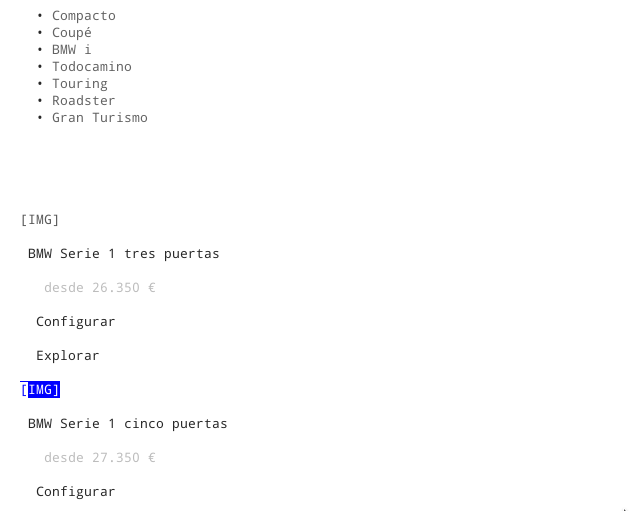 • Compacto
• Coupé
• BMW i
• Todocamino
• Touring
• Roadster
• Gran Turismo
[IMG]
BMW Serie 1 tres puertas
desde 26.350 €
Configurar
Explorar
[IMG]
BMW Serie 1 cinco puertas
desde 27.350 €
Configurar
.